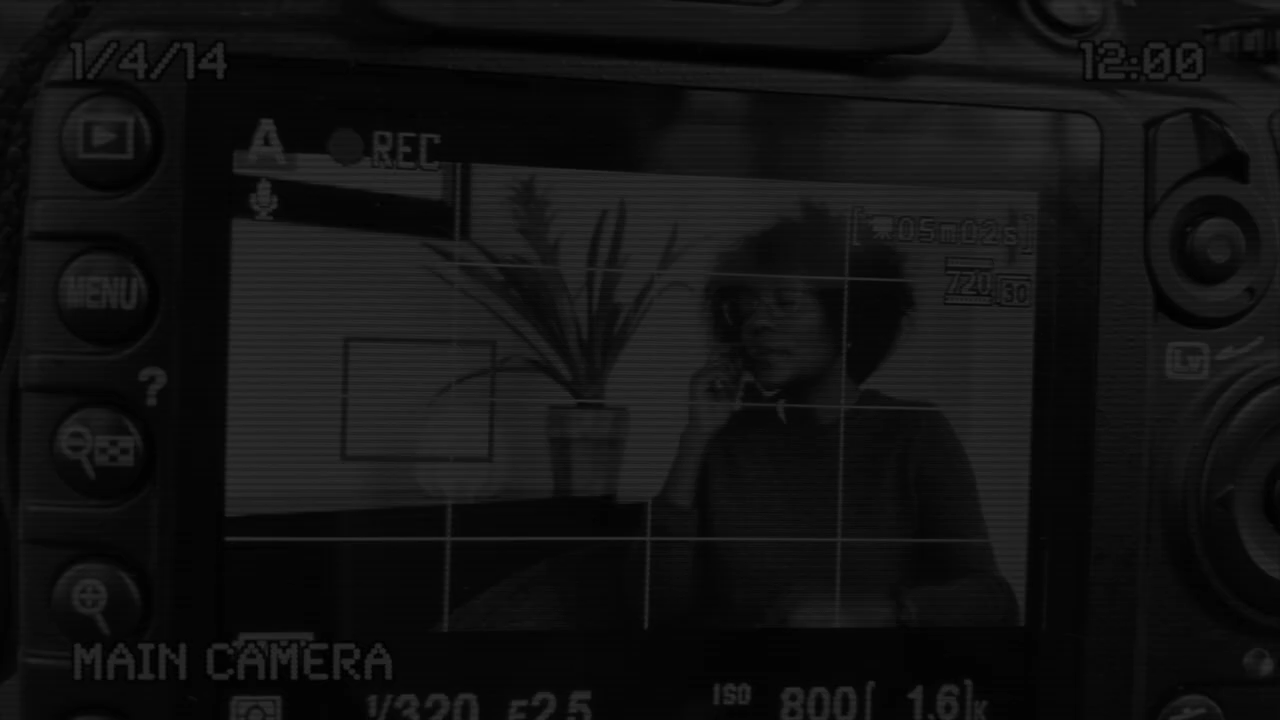 1/4/14
12:00
A
REC
[05m02s]
720 30
MENU
?
Lv
MAIN CAMERA
1/320 F2.5 ISO 800[ 1.6]K